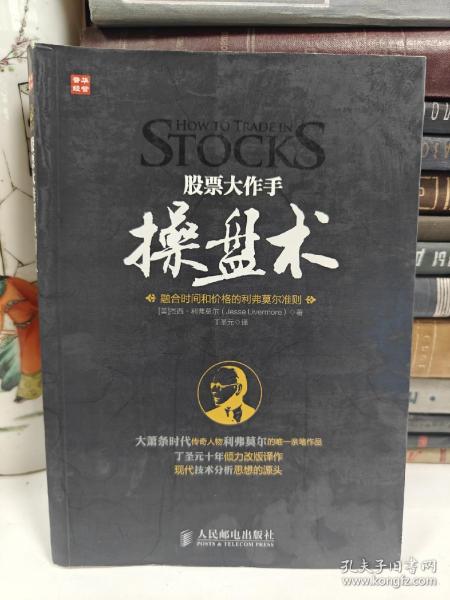 普华
经管
HOW TO TRADE IN
STOCKS
股票大作手
操盘术
融合时间和价格的利弗莫尔准则
[美]杰西·利弗莫尔(Jesse Livermore)◇著
丁圣元◇译
大萧条时代传奇人物利弗莫尔的唯一亲笔作品
丁圣元十年倾力改版译作
现代技术分析思想的源头
人民邮电出版社
POSTS & TELECOM PRESS
孔夫子旧书网
kongfz.com